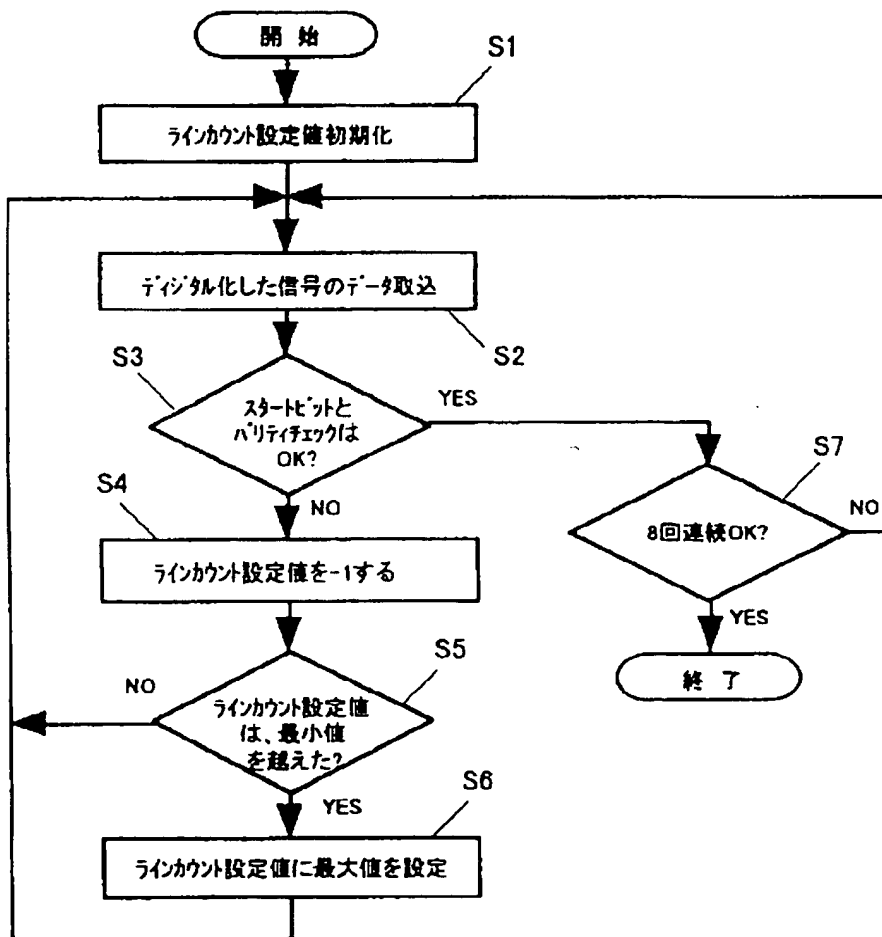 開 始
S1
ラインカウント設定値初期化
ディジタル化した信号のデータ取込
S2
S3
スタートビットと
パリティチェックは
OK?
YES
S7
8回連続OK?
NO
YES
終 了
NO
S4
ラインカウント設定値を-1する
S5
ラインカウント設定値
は、最小値
を越えた?
NO
YES
S6
ラインカウント設定値に最大値を設定